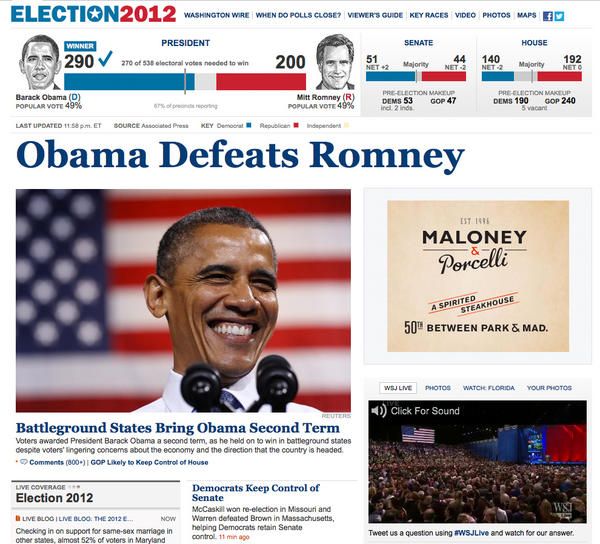 ELECTION2012
WASHINGTON WIRE | WHEN DO POLLS CLOSE? | VIEWER'S GUIDE | KEY RACES | VIDEO | PHOTOS | MAPS
PRESIDENT
WINNER
290
270 of 538 electoral votes needed to win
200
Barack Obama (D)
POPULAR VOTE 49%
67% of precincts reporting
Mitt Romney (R)
POPULAR VOTE 49%
SENATE
51
NET +2
Majority
44
NET -2
PRE-ELECTION MAKEUP
DEMS 53 GOP 47
incl. 2 inds.
HOUSE
140
NET -2
Majority
192
NET 0
PRE-ELECTION MAKEUP
DEMS 190 GOP 240
5 vacant
LAST UPDATED 11:58 p.m. ET SOURCE Associated Press KEY Democrat Republican Independent
Obama Defeats Romney
REUTERS
Battleground States Bring Obama Second Term
Voters awarded President Barack Obama a second term, as he held on to win in battleground states
despite voters' lingering concerns about the economy and the direction that the country is headed.
Comments (800+) | GOP Likely to Keep Control of House
LIVE COVERAGE
Election 2012
LIVE BLOG | LIVE BLOG: THE 2012 E... NOW
Checking in on support for same-sex marriage in
other states, almost 52% of voters in Maryland
Democrats Keep Control of
Senate
McCaskill won re-election in Missouri and
Warren defeated Brown in Massachusetts,
helping Democrats retain Senate
control. 11 min ago
EST 1996
MALONEY
&
Porcelli
A SPIRITED
STEAKHOUSE
50TH BETWEEN PARK & MAD.
WSJ LIVE PHOTOS WATCH: FLORIDA YOUR PHOTOS
Click For Sound
WSJ
Tweet us a question using #WSJLive and watch for our answer.